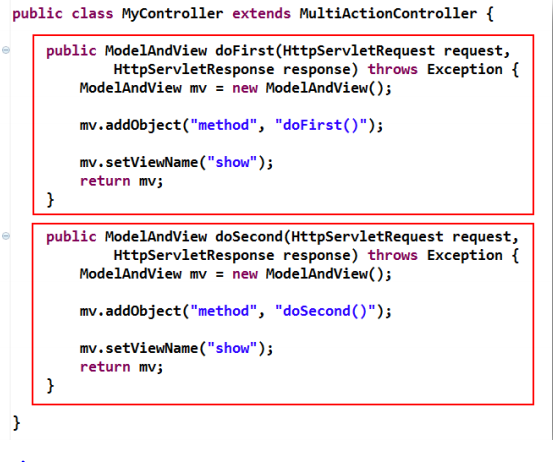 public class MyController extends MultiActionController {
public ModelAndView doFirst(HttpServletRequest request,
HttpServletResponse response) throws Exception {
ModelAndView mv = new ModelAndView();
mv.addObject("method", "doFirst()");
mv.setViewName("show");
return mv;
}
public ModelAndView doSecond(HttpServletRequest request,
HttpServletResponse response) throws Exception {
ModelAndView mv = new ModelAndView();
mv.addObject("method", "doSecond()");
mv.setViewName("show");
return mv;
}
}